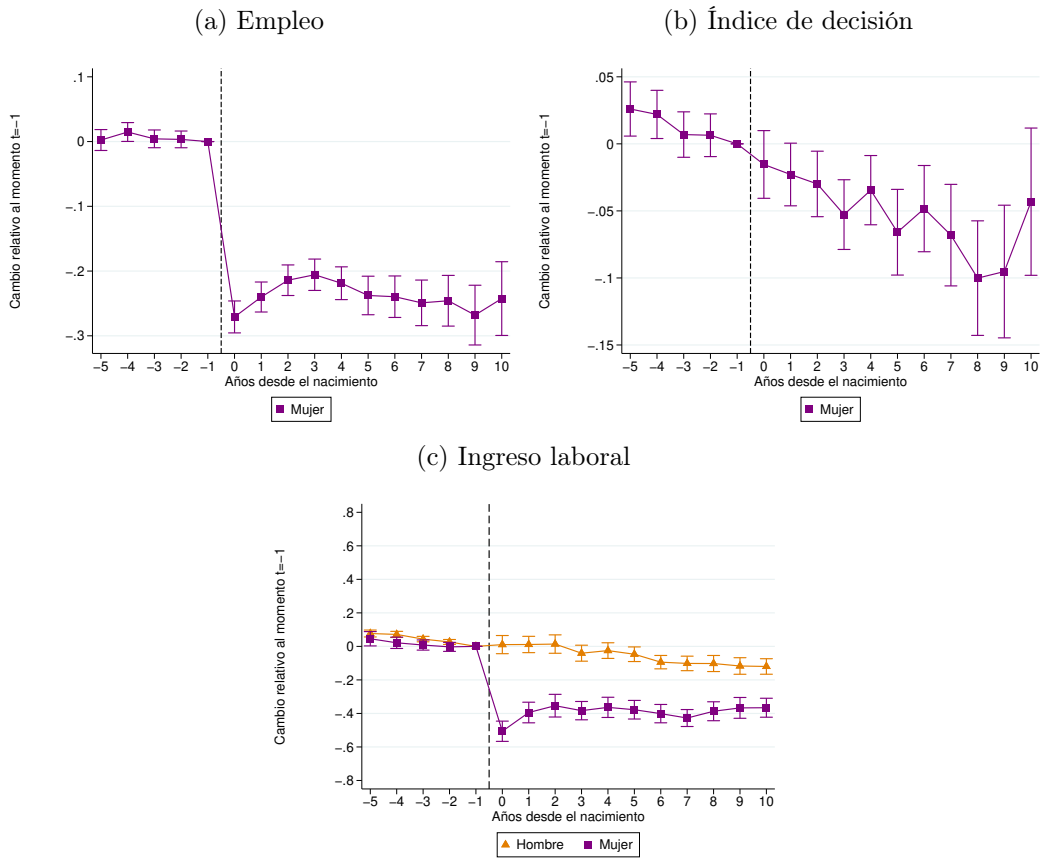 (a) Empleo
.1
0
−.1
−.2
−.3
Cambio relativo al momento t=−1
−5 −4 −3 −2 −1 0 1 2 3 4 5 6 7 8 9 10
Años desde el nacimiento
Mujer
(b) Índice de decisión
.05
0
−.05
−.1
−.15
Cambio relativo al momento t=−1
−5 −4 −3 −2 −1 0 1 2 3 4 5 6 7 8 9 10
Años desde el nacimiento
Mujer
(c) Ingreso laboral
.8
.6
.4
.2
0
−.2
−.4
−.6
−.8
Cambio relativo al momento t=−1
−5 −4 −3 −2 −1 0 1 2 3 4 5 6 7 8 9 10
Años desde el nacimiento
Hombre Mujer